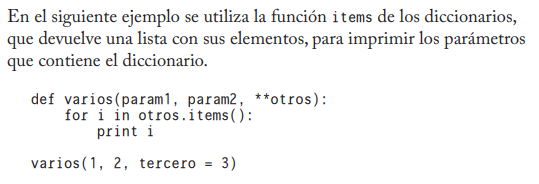 En el siguiente ejemplo se utiliza la función items de los diccionarios,
que devuelve una lista con sus elementos, para imprimir los parámetros
que contiene el diccionario.
def varios(param1, param2, **otros):
    for i in otros.items():
        print i
varios(1, 2, tercero = 3)